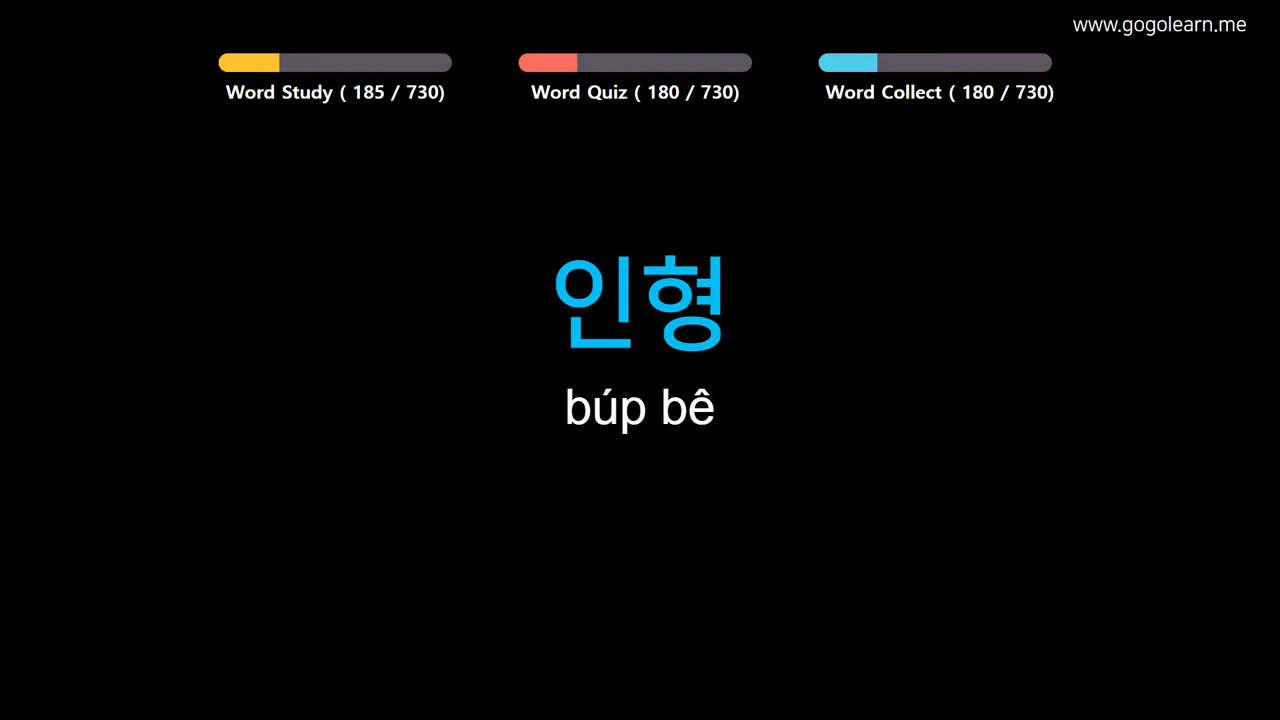 www.gogolearn.me
Word Study ( 185 / 730)
Word Quiz ( 180 / 730)
Word Collect ( 180 / 730)
인형
búp bê